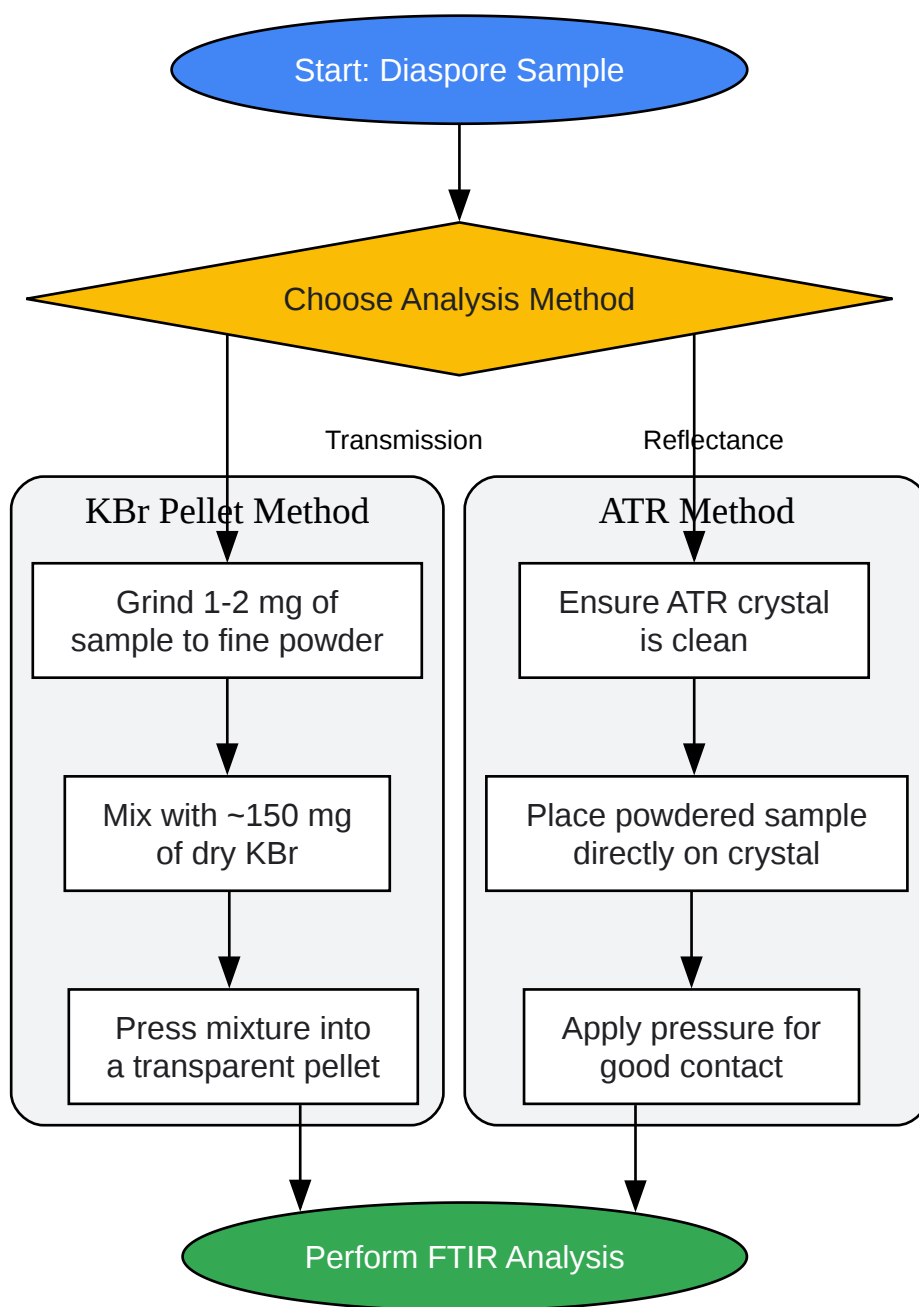 Start: Diaspore Sample
Choose Analysis Method
Transmission
Reflectance
KBr Pellet Method
Grind 1-2 mg of
sample to fine powder
Mix with ~150 mg
of dry KBr
Press mixture into
a transparent pellet
ATR Method
Ensure ATR crystal
is clean
Place powdered sample
directly on crystal
Apply pressure for
good contact
Perform FTIR Analysis